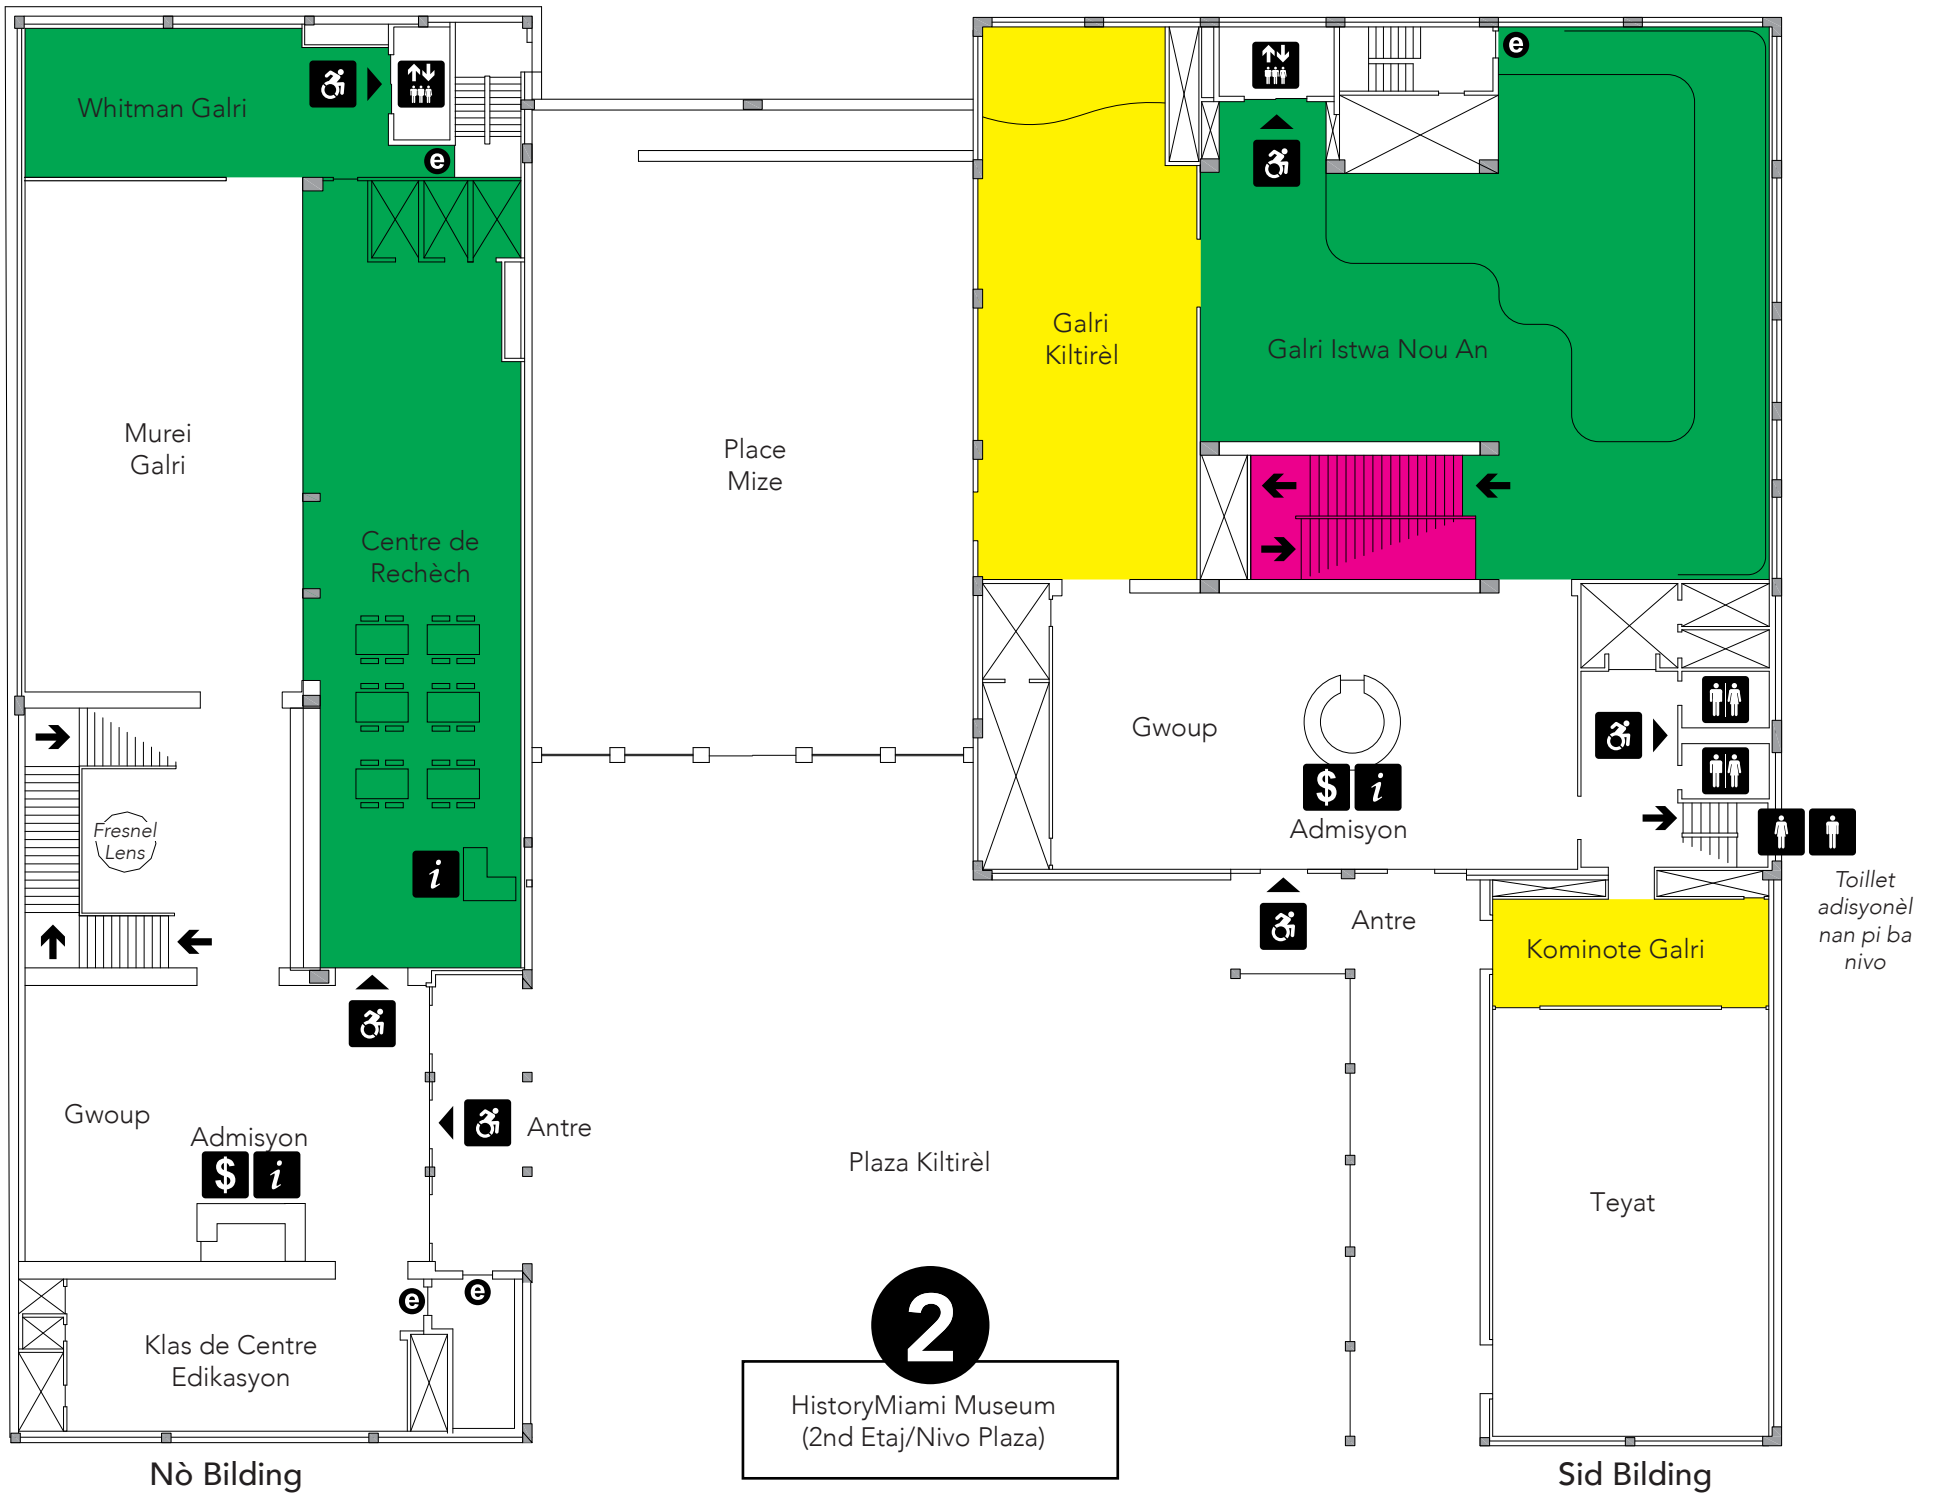 Whitman Galri
e
e
Murei
Galri
Place
Mize
Galri
Kiltirèl
Galri Istwa Nou An
Centre de
Rechèch
Gwoup
$ i
Admisyon
Fresnel
Lens
i
Antre
Toillet
adisyonèl
nan pi ba
nivo
Kominote Galri
Gwoup
Admisyon
$ i
Antre
Plaza Kiltirèl
Teyat
e
e
Klas de Centre
Edikasyon
2
HistoryMiami Museum
(2nd Etaj/Nivo Plaza)
Nò Bilding
Sid Bilding